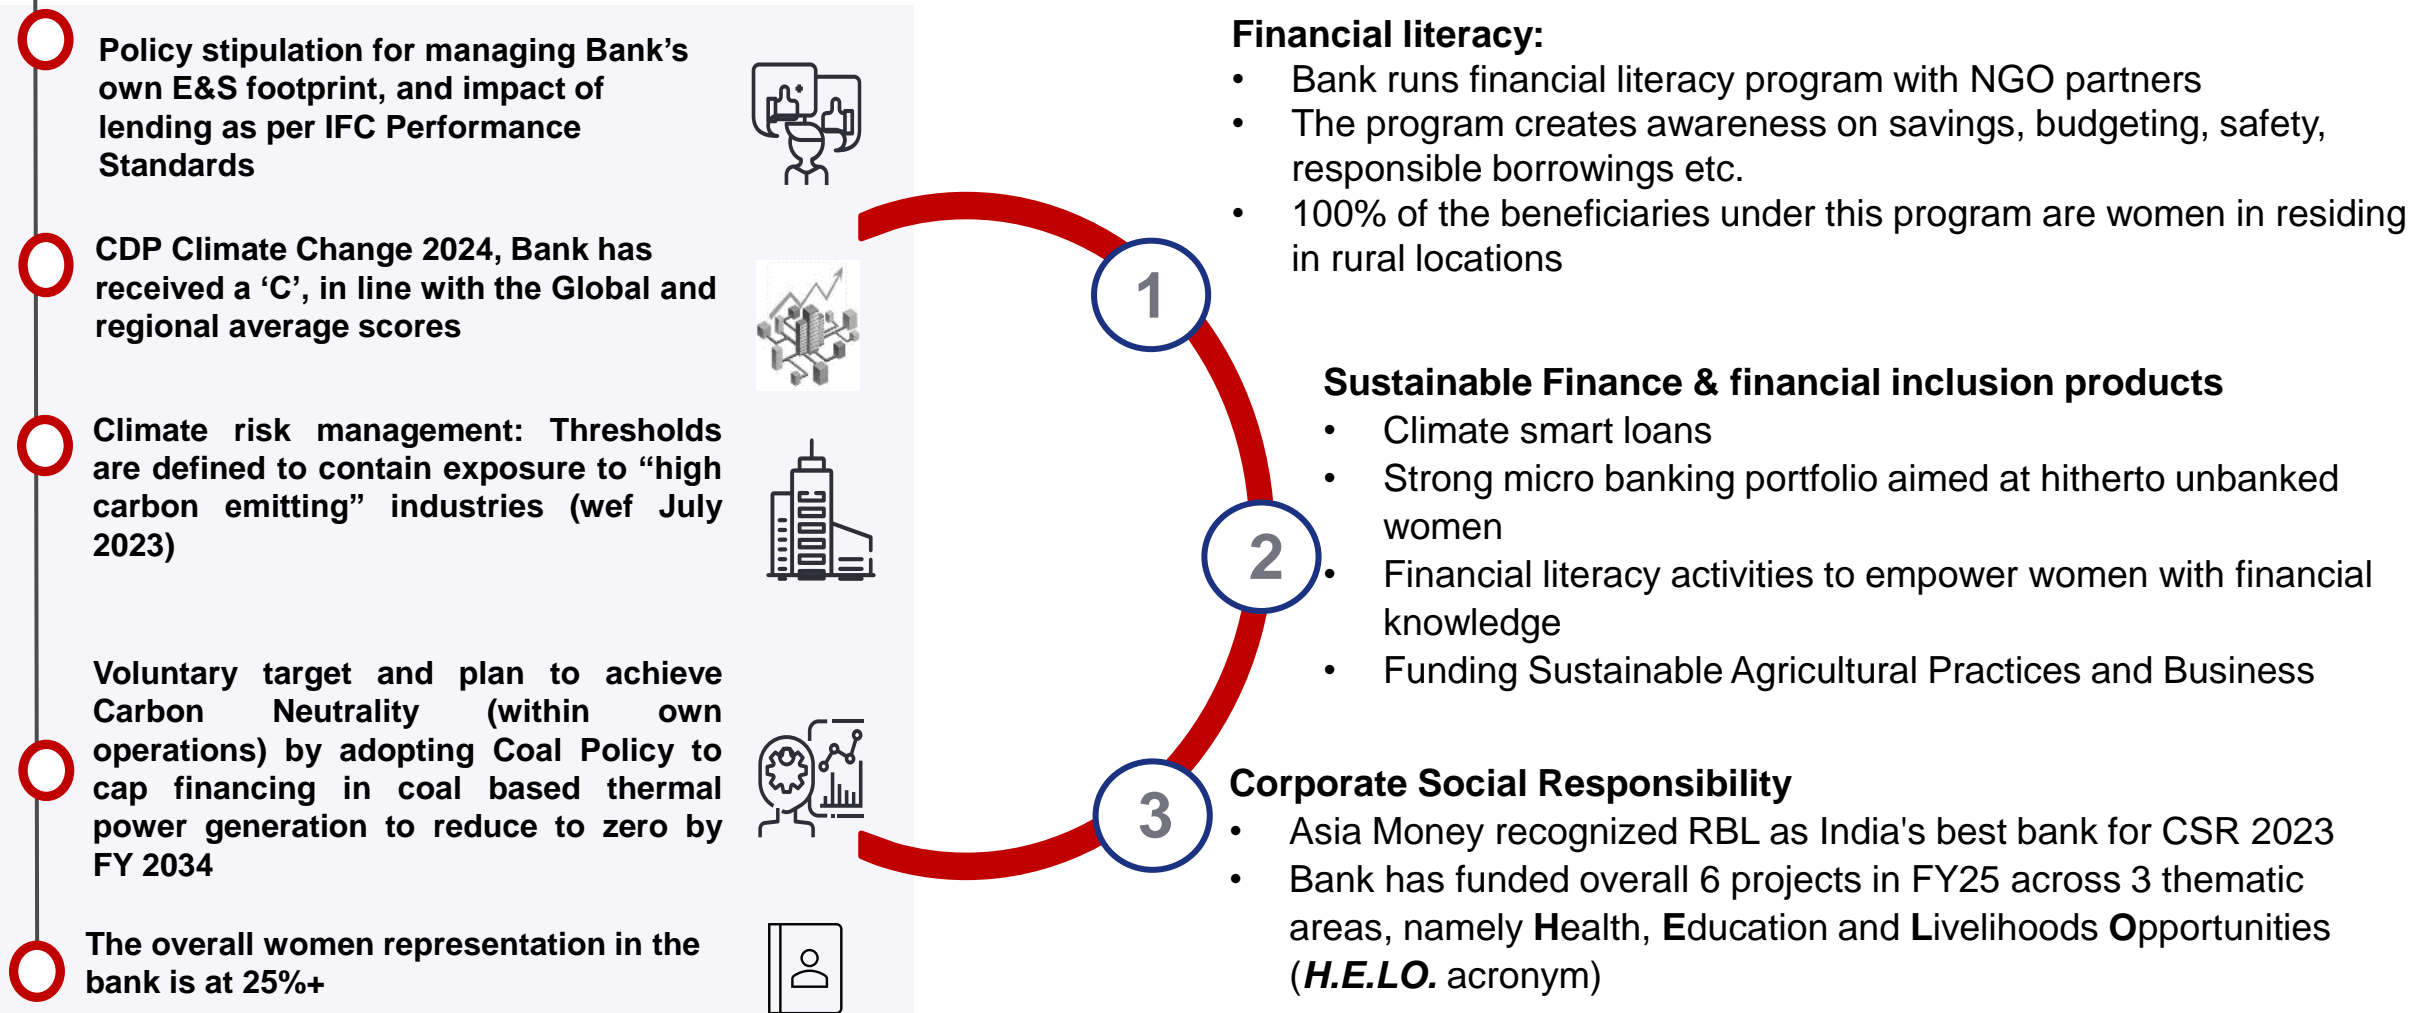 Policy stipulation for managing Bank’s
own E&S footprint, and impact of
lending as per IFC Performance
Standards
CDP Climate Change 2024, Bank has
received a ‘C’, in line with the Global and
regional average scores
Climate risk management: Thresholds
are defined to contain exposure to “high
carbon emitting” industries (wef July
2023)
Voluntary target and plan to achieve
Carbon Neutrality (within own
operations) by adopting Coal Policy to
cap financing in coal based thermal
power generation to reduce to zero by
FY 2034
The overall women representation in the
bank is at 25%+
1
Financial literacy:
• Bank runs financial literacy program with NGO partners
• The program creates awareness on savings, budgeting, safety,
responsible borrowings etc.
• 100% of the beneficiaries under this program are women in residing
in rural locations
2
Sustainable Finance & financial inclusion products
• Climate smart loans
• Strong micro banking portfolio aimed at hitherto unbanked
women
• Financial literacy activities to empower women with financial
knowledge
• Funding Sustainable Agricultural Practices and Business
3
Corporate Social Responsibility
• Asia Money recognized RBL as India's best bank for CSR 2023
• Bank has funded overall 6 projects in FY25 across 3 thematic
areas, namely Health, Education and Livelihoods Opportunities
(H.E.LO. acronym)